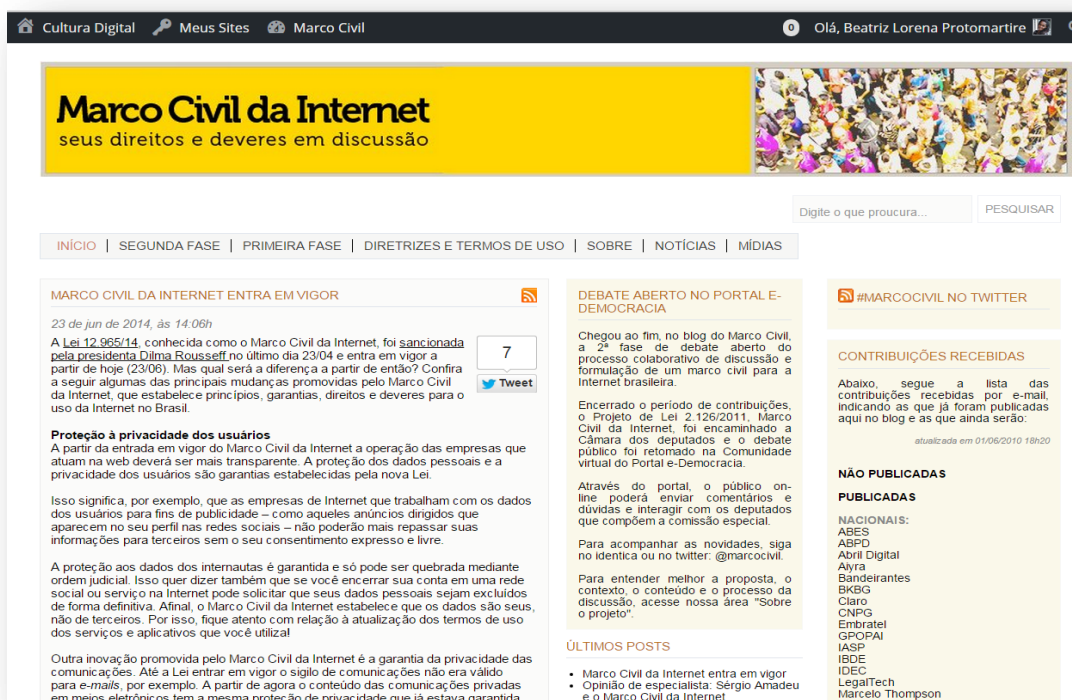 Cultura Digital Meus Sites Marco Civil 0 Olá, Beatriz Lorena Protomartire
Marco Civil da Internet
seus direitos e deveres em discussão
Digite o que proucura... PESQUISAR
INÍCIO | SEGUNDA FASE | PRIMEIRA FASE | DIRETRIZES E TERMOS DE USO | SOBRE | NOTÍCIAS | MÍDIAS
MARCO CIVIL DA INTERNET ENTRA EM VIGOR
23 de jun de 2014, às 14:06h
A Lei 12.965/14, conhecida como o Marco Civil da Internet, foi sancionada
pela presidenta Dilma Rousseff no último dia 23/04 e entra em vigor a
partir de hoje (23/06). Mas qual será a diferença a partir de então? Confira
a seguir algumas das principais mudanças promovidas pelo Marco Civil
da Internet, que estabelece princípios, garantias, direitos e deveres para o
uso da Internet no Brasil.
7
Tweet
Proteção à privacidade dos usuários
A partir da entrada em vigor do Marco Civil da Internet a operação das empresas que
atuam na web deverá ser mais transparente. A proteção dos dados pessoais e a
privacidade dos usuários são garantias estabelecidas pela nova Lei.
Isso significa, por exemplo, que as empresas de Internet que trabalham com os dados
dos usuários para fins de publicidade – como aqueles anúncios dirigidos que
aparecem no seu perfil nas redes sociais – não poderão mais repassar suas
informações para terceiros sem o seu consentimento expresso e livre.
A proteção aos dados dos internautas é garantida e só pode ser quebrada mediante
ordem judicial. Isso quer dizer também que se você encerrar sua conta em uma rede
social ou serviço na Internet pode solicitar que seus dados pessoais sejam excluídos
de forma definitiva. Afinal, o Marco Civil da Internet estabelece que os dados são seus,
não de terceiros. Por isso, fique atento com relação à atualização dos termos de uso
dos serviços e aplicativos que você utiliza!
Outra inovação promovida pelo Marco Civil da Internet é a garantia da privacidade das
comunicações. Até a Lei entrar em vigor o sigilo de comunicações não era válido
para e-mails, por exemplo. A partir de agora o conteúdo das comunicações privadas
em meios eletrônicos tem a mesma proteção de privacidade que já estava garantida
DEBATE ABERTO NO PORTAL E-
DEMOCRACIA
Chegou ao fim, no blog do Marco Civil,
a 2ª fase de debate aberto do
processo colaborativo de discussão e
formulação de um marco civil para a
Internet brasileira.
Encerrado o período de contribuições,
o Projeto de Lei 2.126/2011, Marco
Civil da Internet, foi encaminhado a
Câmara dos deputados e o debate
público foi retomado na Comunidade
virtual do Portal e-Democracia.
Através do portal, o público on-
line poderá enviar comentários e
dúvidas e interagir com os deputados
que compõem a comissão especial.
Para acompanhar as novidades, siga
no identica ou no twitter: @marcocivil.
Para entender melhor a proposta, o
contexto, o conteúdo e o processo da
discussão, acesse nossa área "Sobre
o projeto".
ÚLTIMOS POSTS
• Marco Civil da Internet entra em vigor
• Opinião de especialista: Sérgio Amadeu
e o Marco Civil da Internet
#MARCOCIVIL NO TWITTER
CONTRIBUIÇÕES RECEBIDAS
Abaixo, segue a lista das
contribuições recebidas por e-mail,
indicando as que já foram publicadas
aqui no blog e as que ainda serão:
atualizada em 01/06/2010 18h20
NÃO PUBLICADAS
PUBLICADAS
NACIONAIS:
ABES
ABPD
Abril Digital
Aiyra
Bandeirantes
BKBG
Claro
CNPG
Embratel
GPOPAI
IASP
IBDE
IDEC
LegalTech
Marcelo Thompson